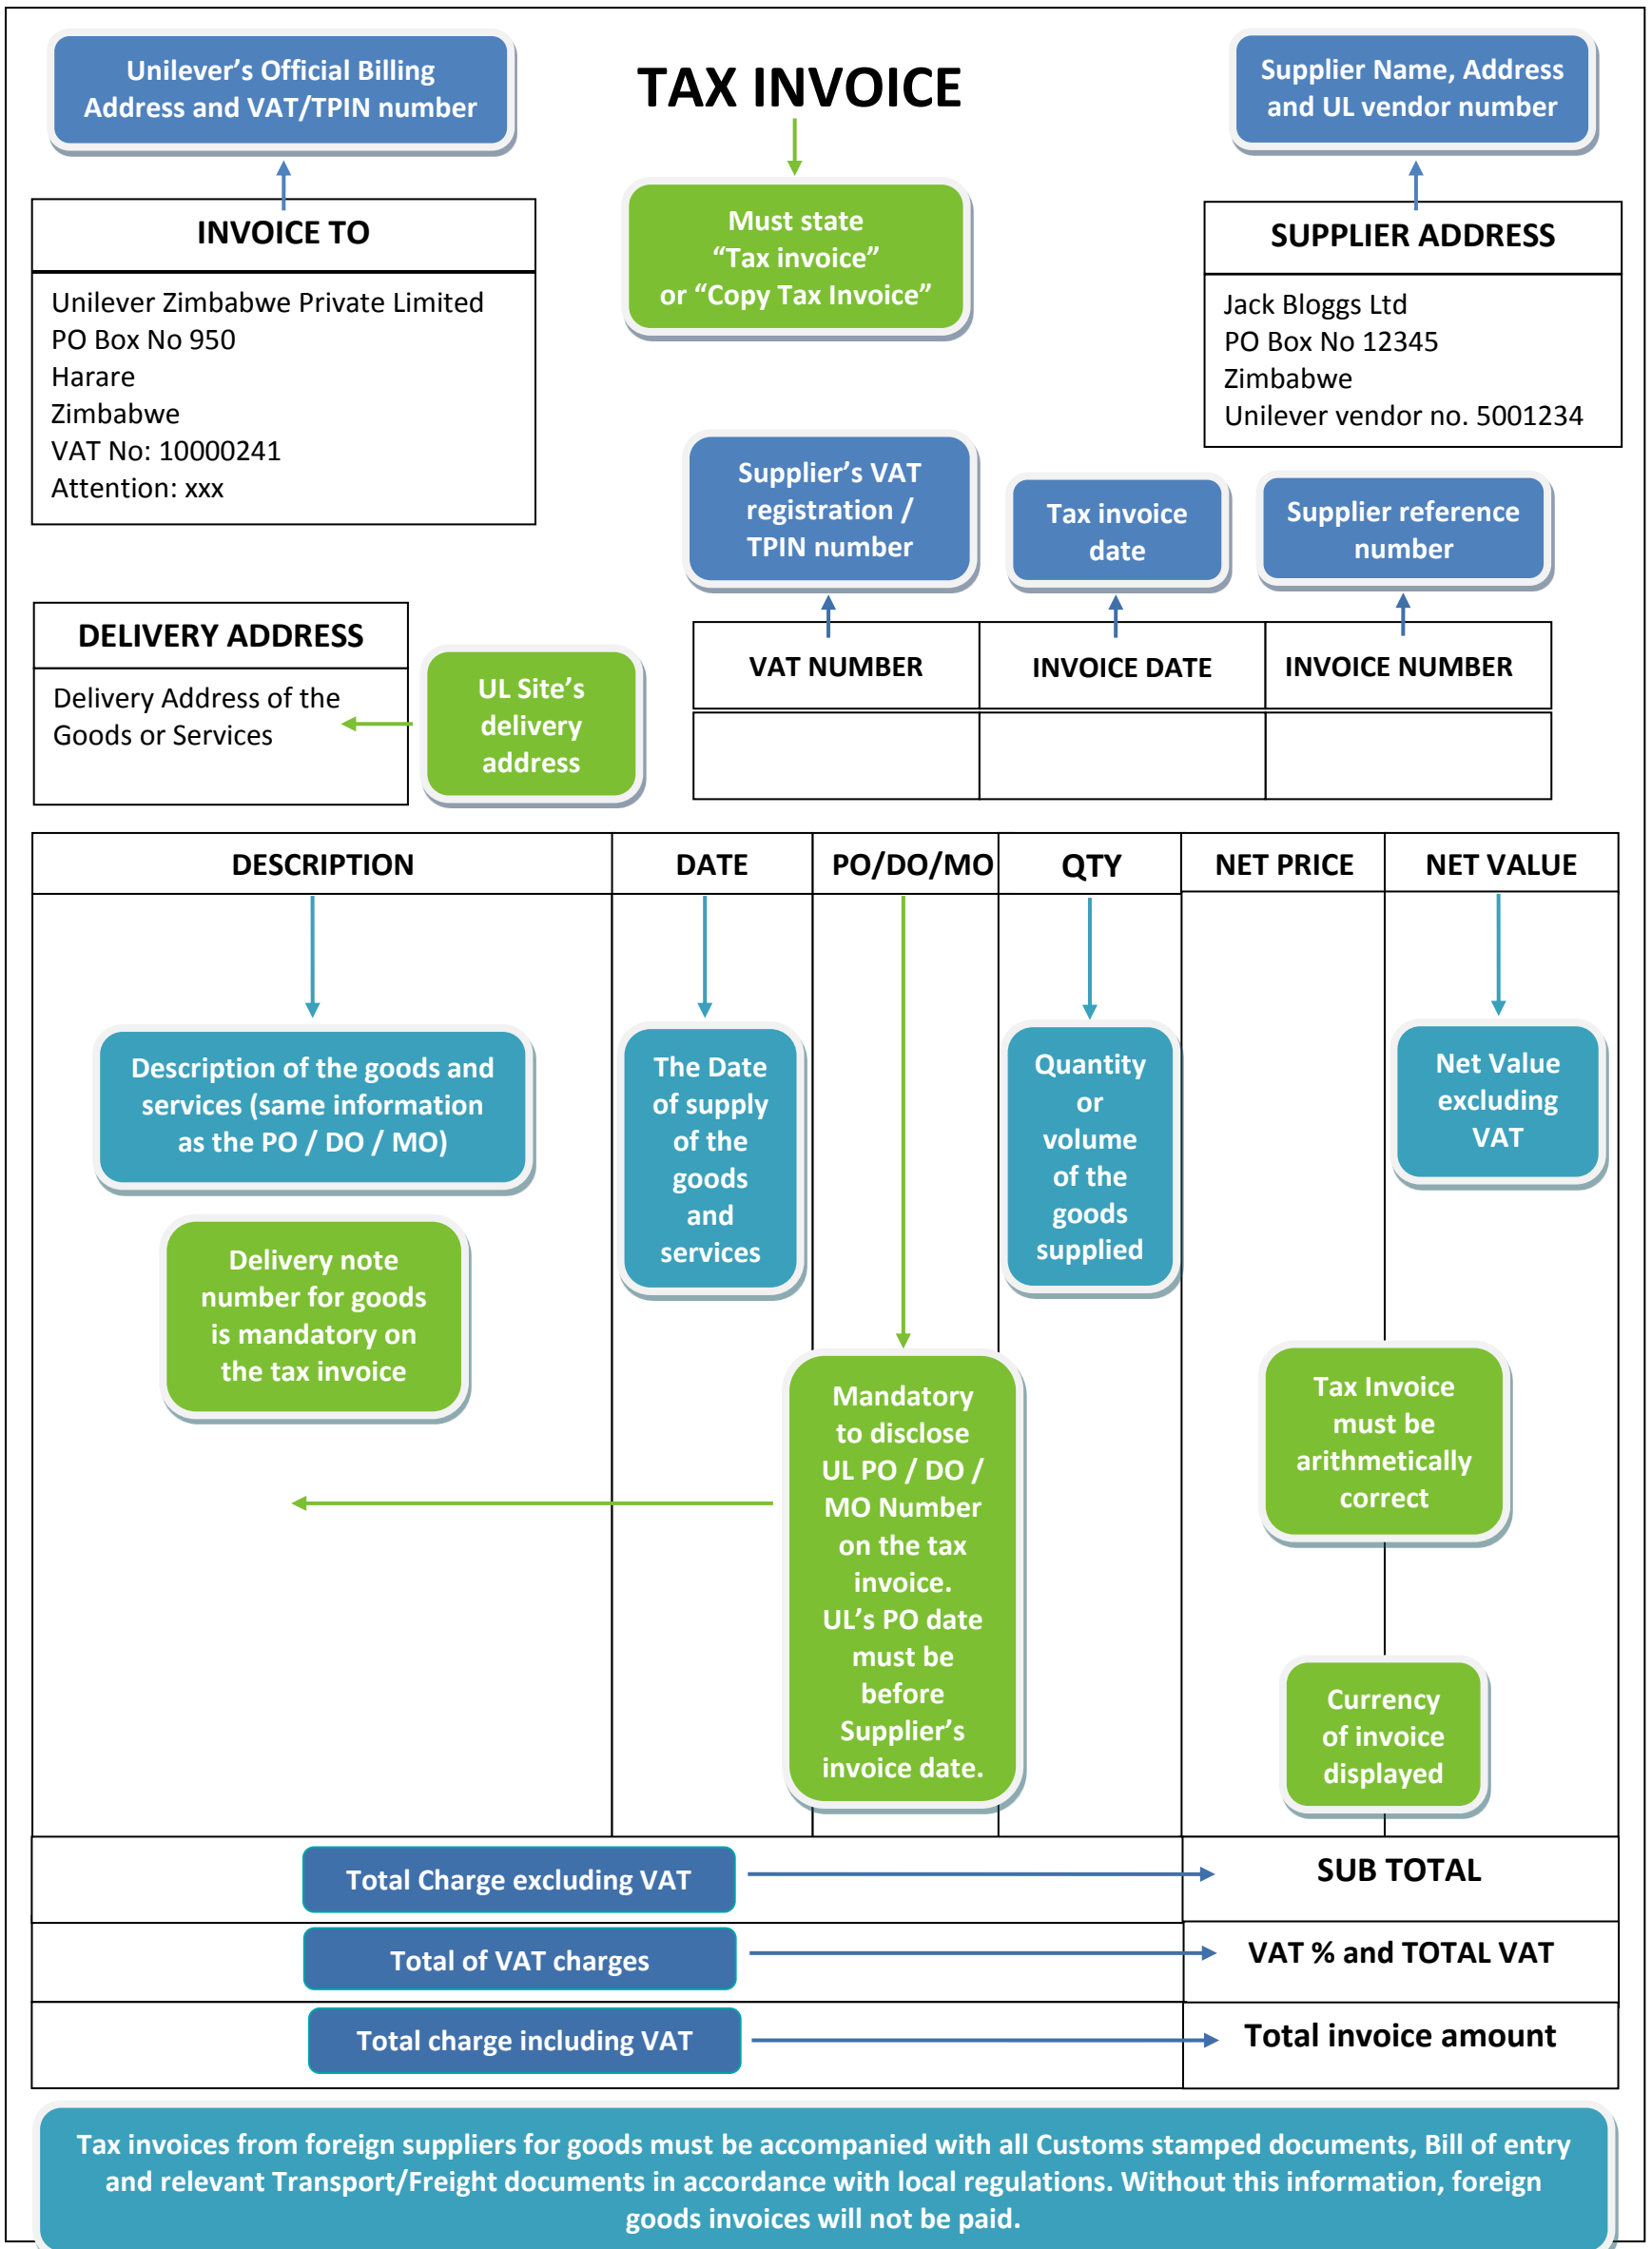 Unilever’s Official Billing
Address and VAT/TPIN number
TAX INVOICE
Supplier Name, Address
and UL vendor number
INVOICE TO
Unilever Zimbabwe Private Limited
PO Box No 950
Harare
Zimbabwe
VAT No: 10000241
Attention: xxx
Must state
“Tax invoice”
or “Copy Tax Invoice”
SUPPLIER ADDRESS
Jack Bloggs Ltd
PO Box No 12345
Zimbabwe
Unilever vendor no. 5001234
Supplier’s VAT
registration /
TPIN number
Tax invoice
date
Supplier reference
number
DELIVERY ADDRESS
Delivery Address of the
Goods or Services
UL Site’s
delivery
address
VAT NUMBER
INVOICE DATE
INVOICE NUMBER
DESCRIPTION
DATE
PO/DO/MO
QTY
NET PRICE
NET VALUE
Description of the goods and
services (same information
as the PO / DO / MO)
Delivery note
number for goods
is mandatory on
the tax invoice
The Date
of supply
of the
goods
and
services
Mandatory
to disclose
UL PO / DO /
MO Number
on the tax
invoice.
UL’s PO date
must be
before
Supplier’s
invoice date.
Quantity
or
volume
of the
goods
supplied
Net Value
excluding
VAT
Tax Invoice
must be
arithmetically
correct
Currency
of invoice
displayed
Total Charge excluding VAT
SUB TOTAL
Total of VAT charges
VAT % and TOTAL VAT
Total charge including VAT
Total invoice amount
Tax invoices from foreign suppliers for goods must be accompanied with all Customs stamped documents, Bill of entry
and relevant Transport/Freight documents in accordance with local regulations. Without this information, foreign
goods invoices will not be paid.